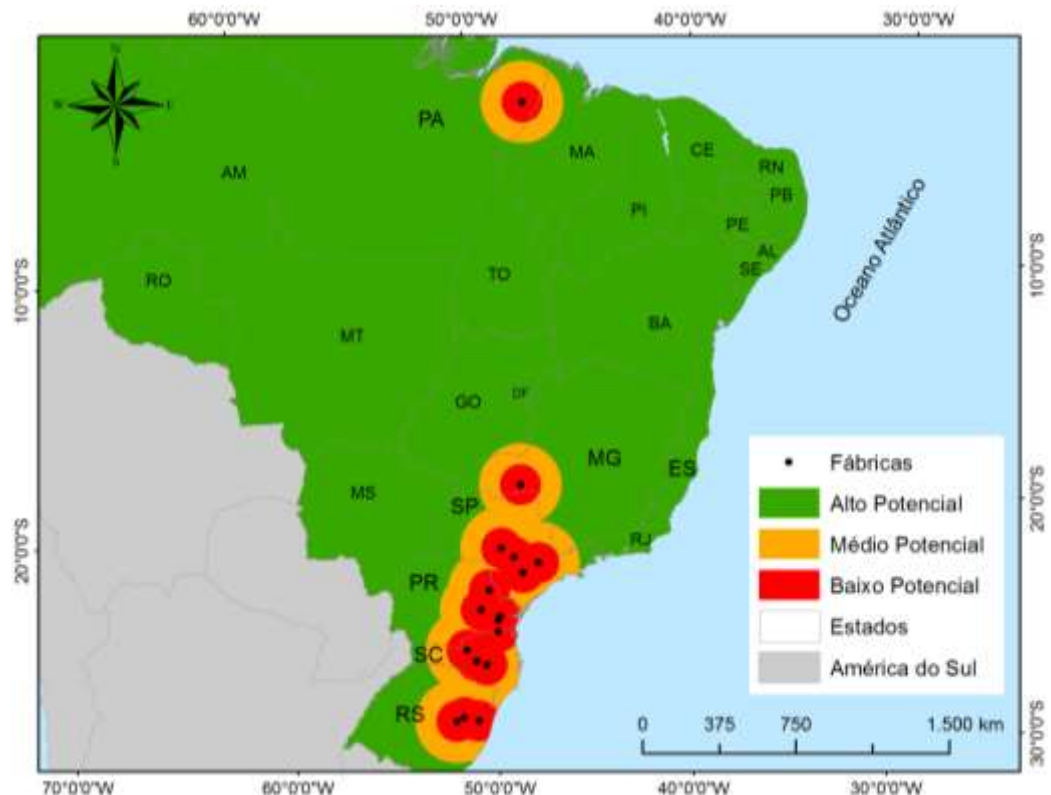 60°0'0"W 50°0'0"W 40°0'0"W 30°0'0"W
N
W E
S
PA
MA
CE
RN
PB
AM
PI
PE
AL
SE
RO
TO
BA
MT
GO
DF
MG
ES
MS
SP
RJ
PR
SC
RS
Oceano Atlântico
10°0'0"S
20°0'0"S
10°0'0"S
20°0'0"S
30°0'0"S
Fábricas
Alto Potencial
Médio Potencial
Baixo Potencial
Estados
América do Sul
0 375 750 1.500 km
70°0'0"W 60°0'0"W 50°0'0"W 40°0'0"W 30°0'0"W